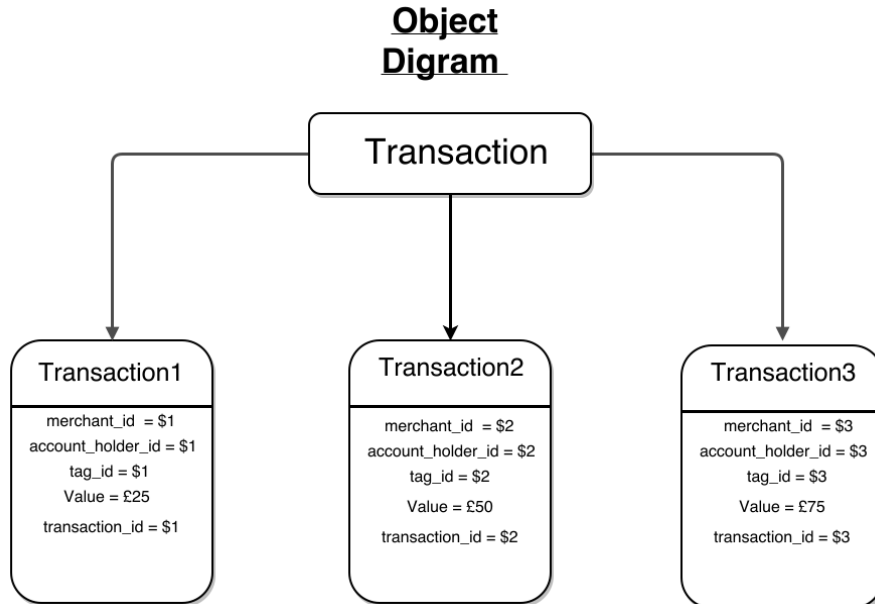 Object
Digram
Transaction
Transaction1
merchant_id = $1
account_holder_id = $1
tag_id = $1
Value = £25
transaction_id = $1
Transaction2
merchant_id = $2
account_holder_id = $2
tag_id = $2
Value = £50
transaction_id = $2
Transaction3
merchant_id = $3
account_holder_id = $3
tag_id = $3
Value = £75
transaction_id = $3